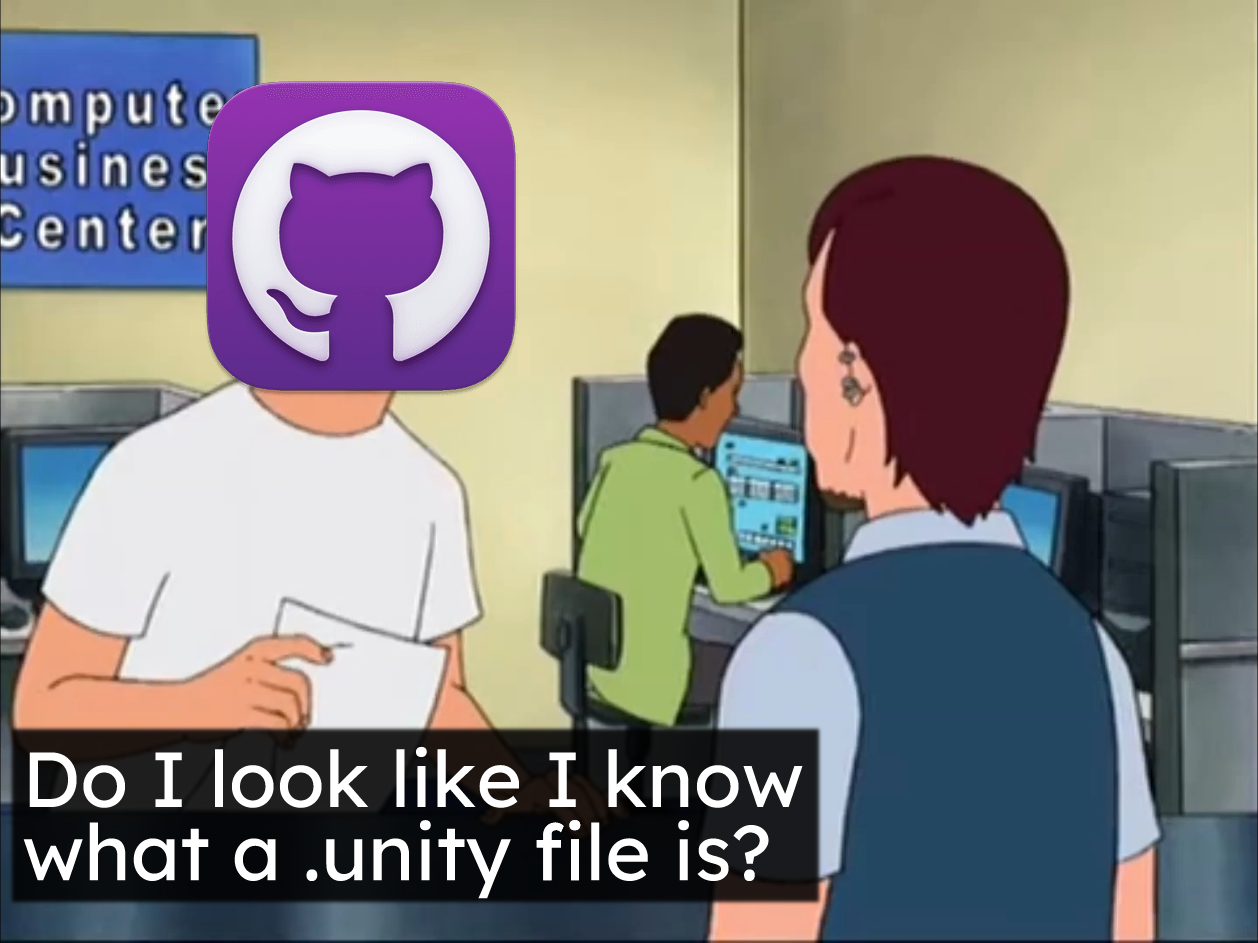 ompute
usines
Center
Do I look like I know
what a .unity file is?